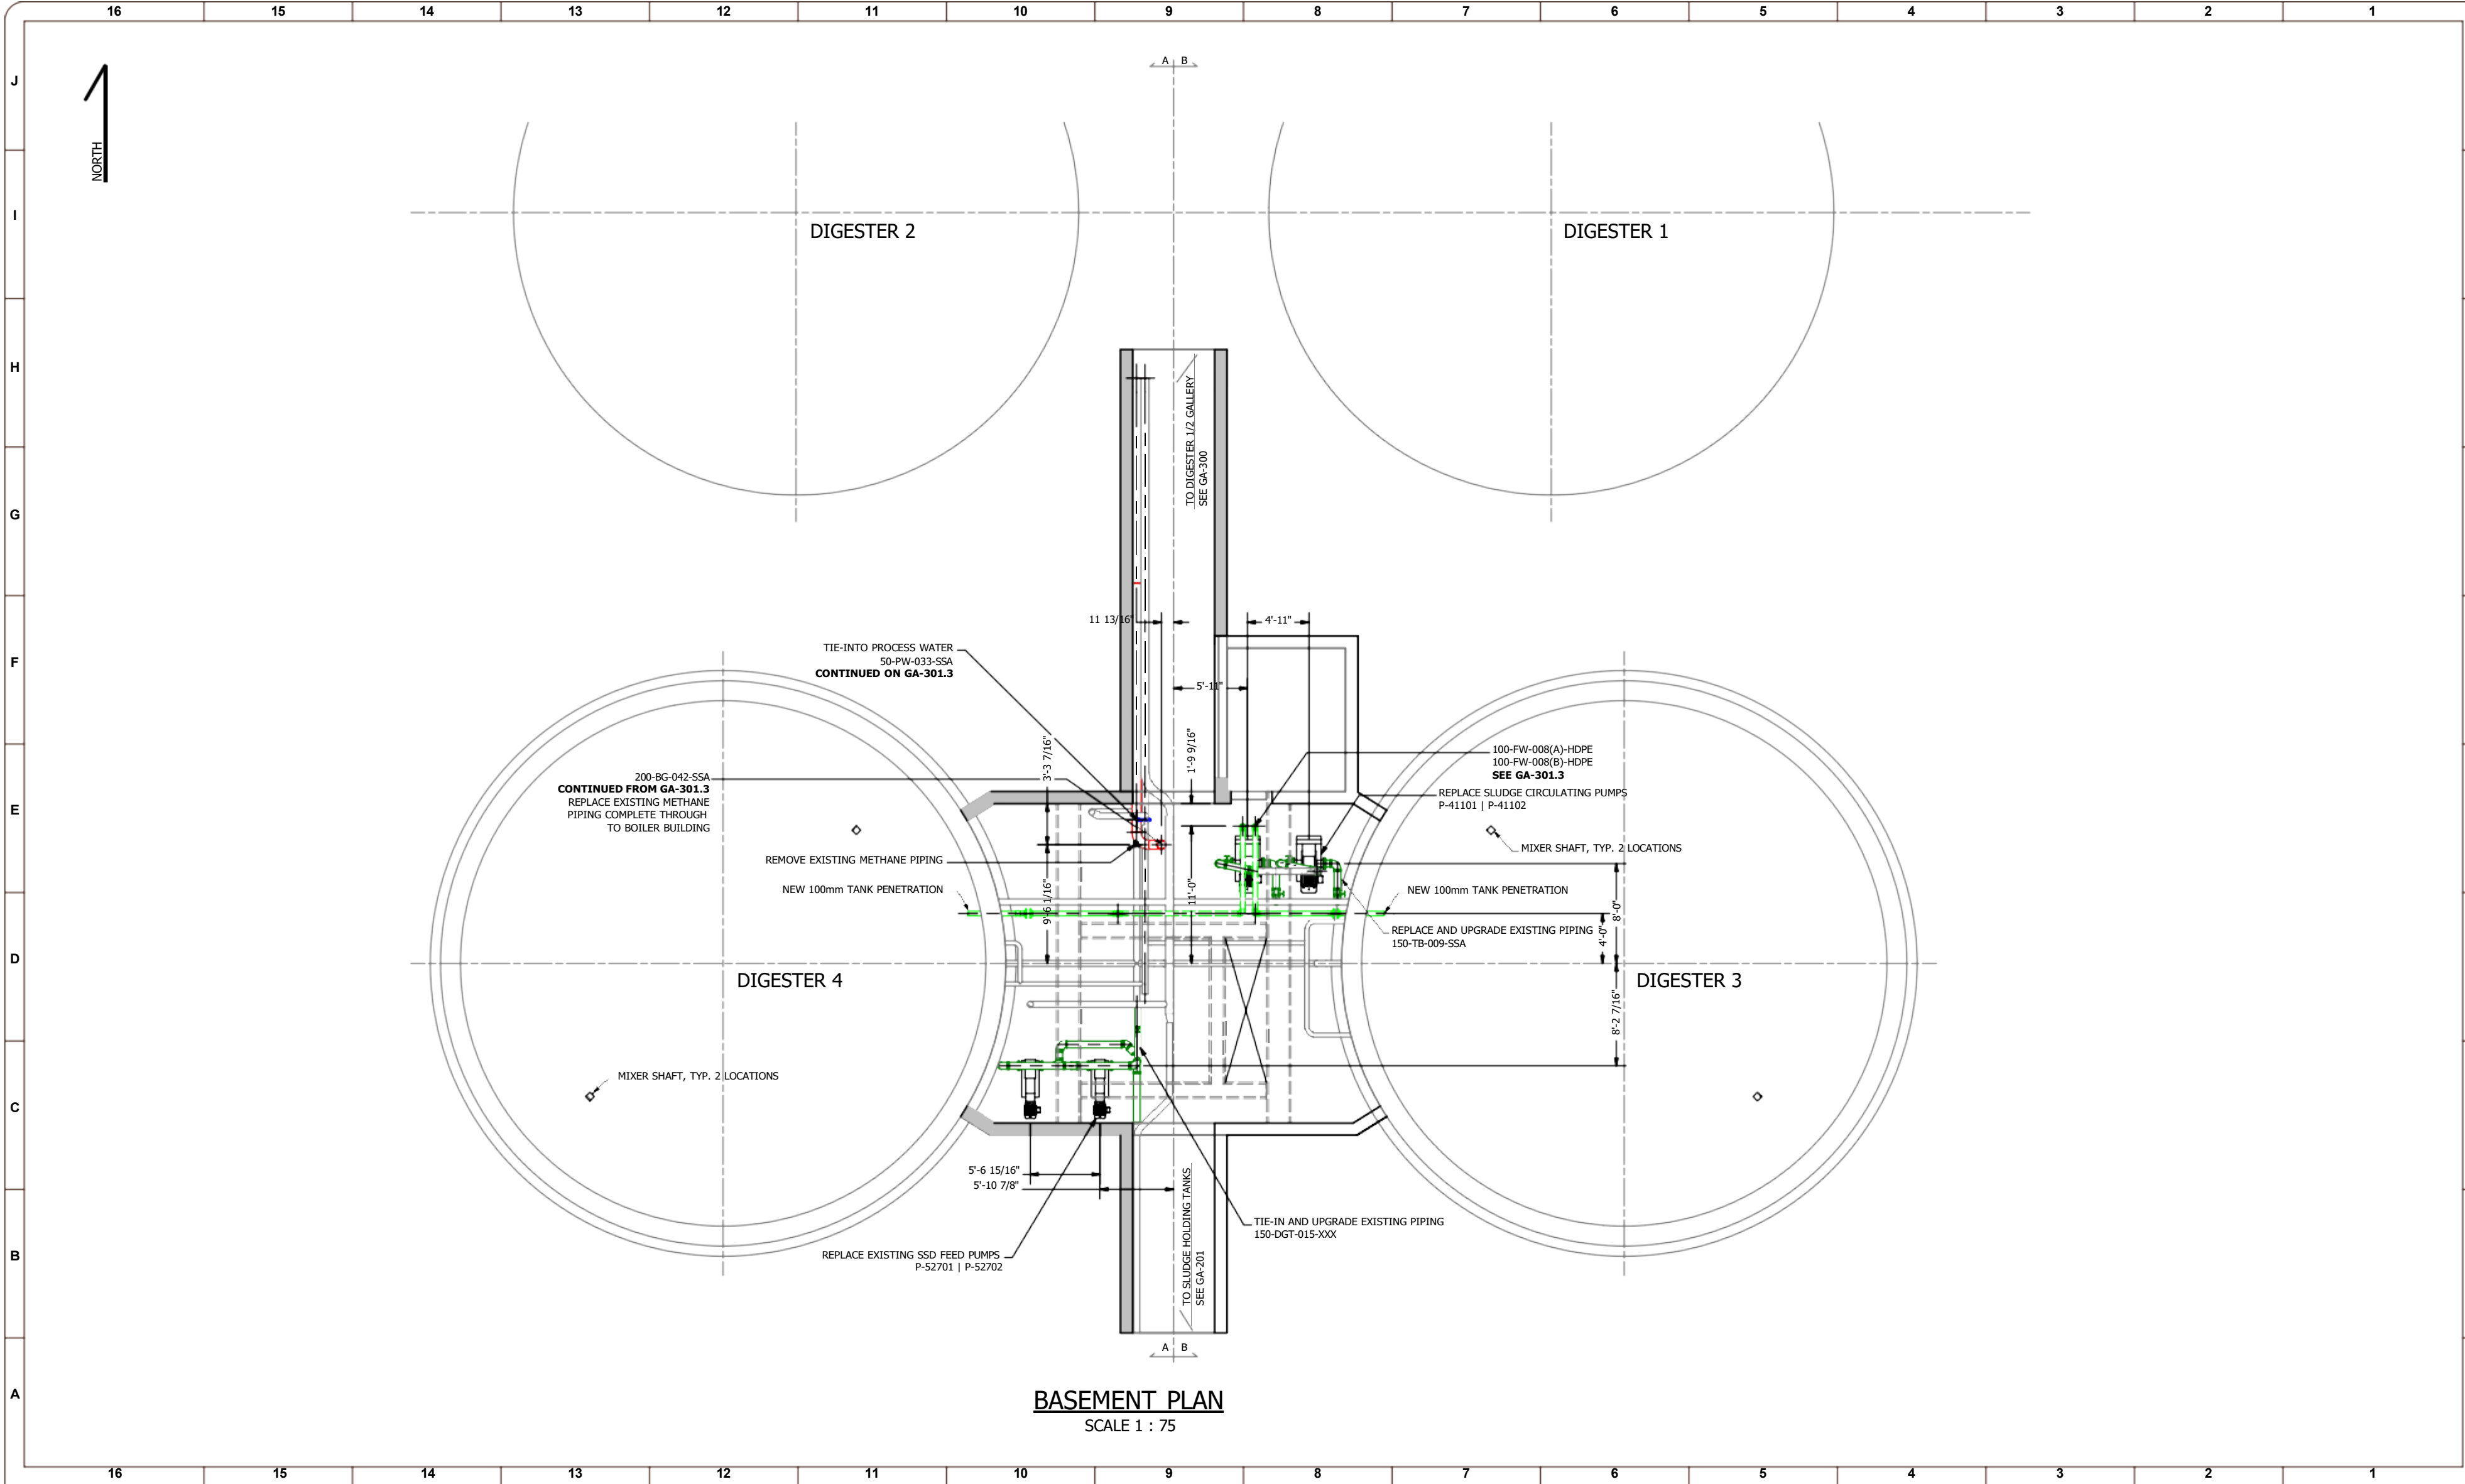 16 15 14 13 12 11 10 9 8 7 6 5 4 3 2 1
J
I
H
G
F
E
D
C
B
A
NORTH
A B
DIGESTER 2
DIGESTER 1
TO DIGESTER 1/2 GALLERY
SEE GA-300
11 13/16"
4'-11"
5'-11"
TIE-INTO PROCESS WATER
50-PW-033-SSA
CONTINUED ON GA-301.3
3'-3 7/16"
1'-9 9/16"
200-BG-042-SSA
CONTINUED FROM GA-301.3
REPLACE EXISTING METHANE
PIPING COMPLETE THROUGH
TO BOILER BUILDING
100-FW-008(A)-HDPE
100-FW-008(B)-HDPE
SEE GA-301.3
REPLACE SLUDGE CIRCULATING PUMPS
P-41101 | P-41102
MIXER SHAFT, TYP. 2 LOCATIONS
REMOVE EXISTING METHANE PIPING
NEW 100mm TANK PENETRATION
9'-6 1/16"
11'-0"
NEW 100mm TANK PENETRATION
8'-0"
4'-0"
REPLACE AND UPGRADE EXISTING PIPING
150-TB-009-SSA
DIGESTER 4
DIGESTER 3
8'-2 7/16"
MIXER SHAFT, TYP. 2 LOCATIONS
5'-6 15/16"
5'-10 7/8"
TO SLUDGE HOLDING TANKS
SEE GA-201
TIE-IN AND UPGRADE EXISTING PIPING
150-DGT-015-XXX
REPLACE EXISTING SSD FEED PUMPS
P-52701 | P-52702
A B
BASEMENT PLAN
SCALE 1 : 75
16 15 14 13 12 11 10 9 8 7 6 5 4 3 2 1